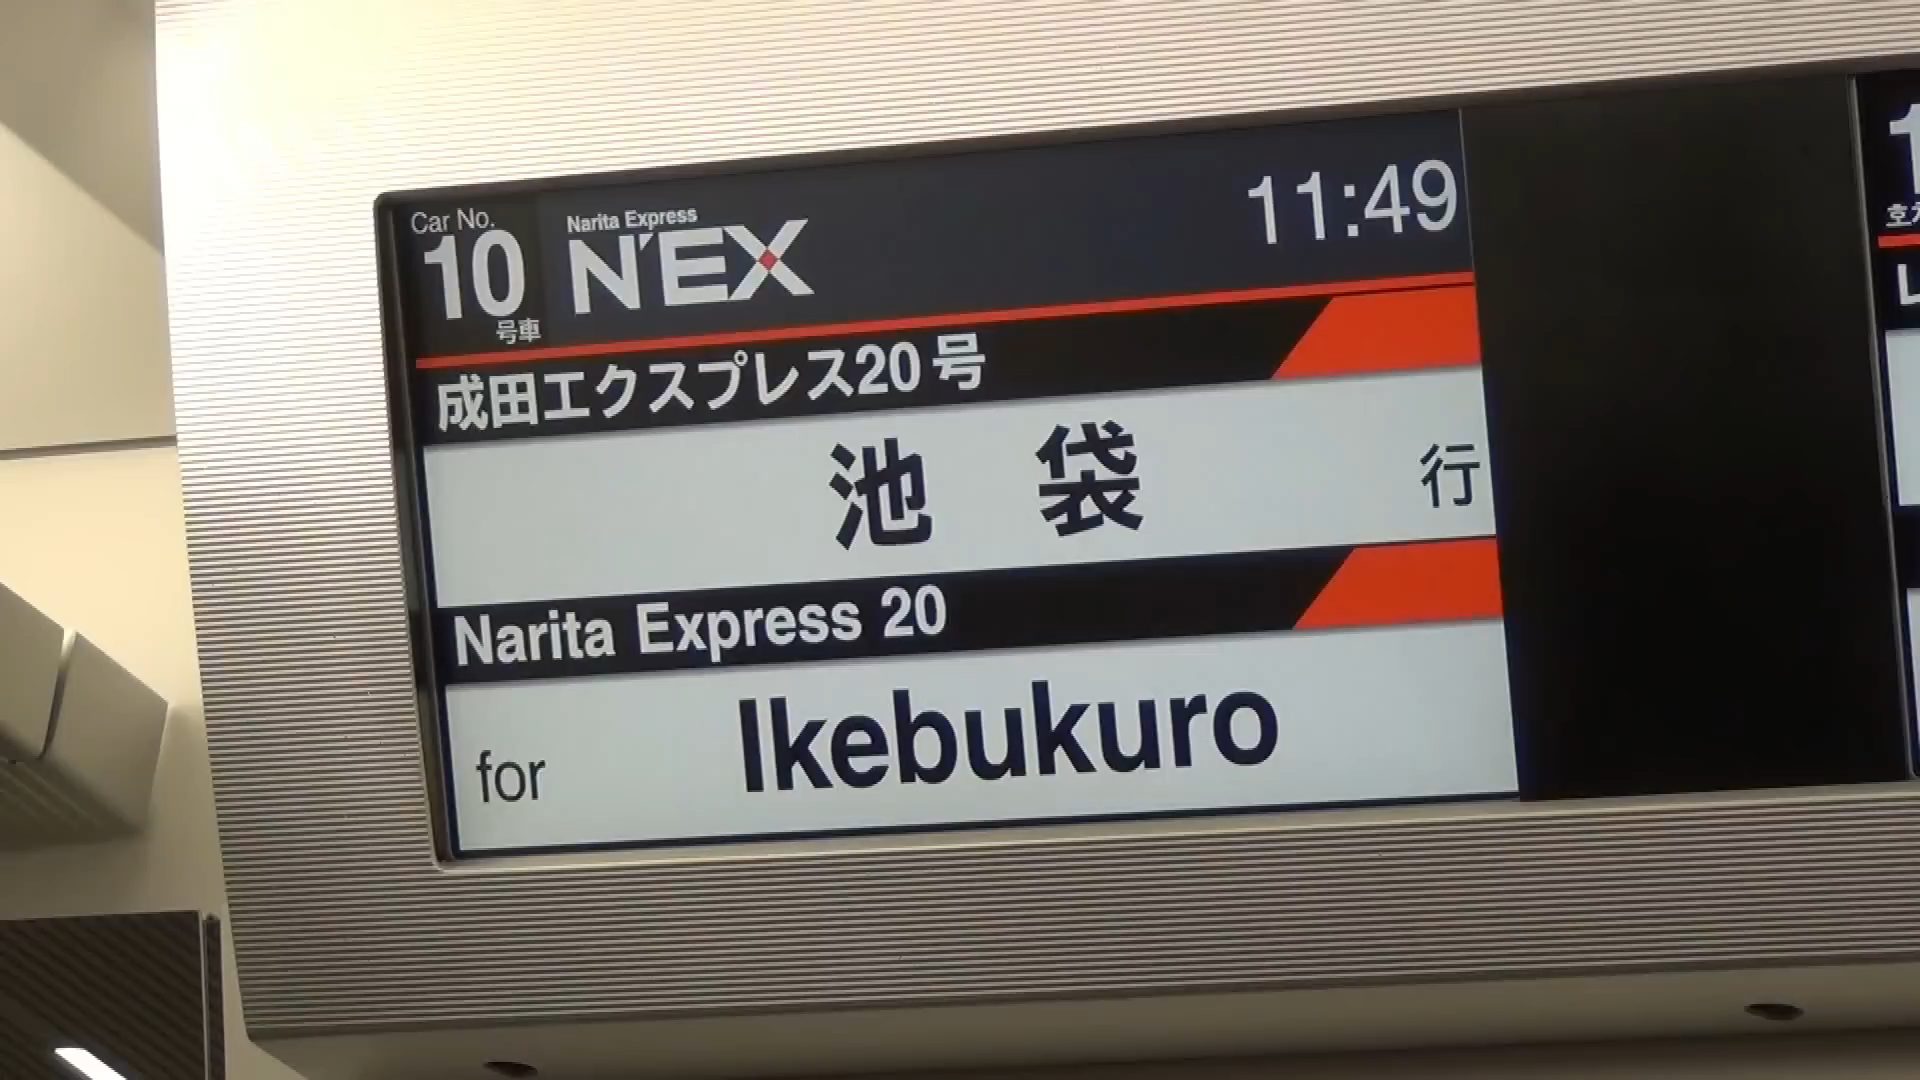 Car No.
10
号車
Narita Express
N'EX
11:49
成田エクスプレス20号
池袋 行
Narita Express 20
for Ikebukuro